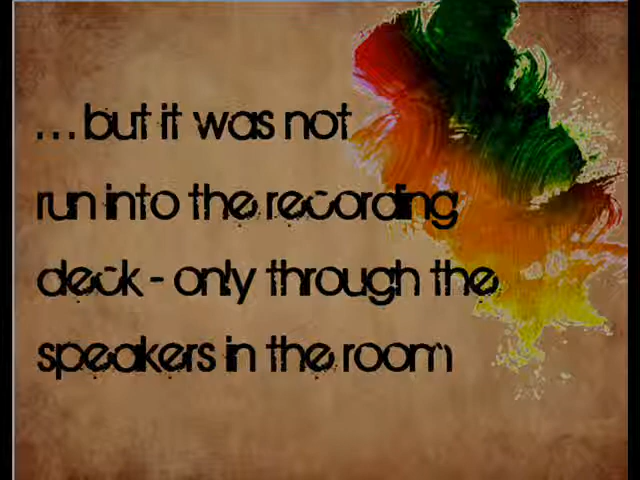 ...but it was not
run into the recording
deck - only through the
speakers in the room